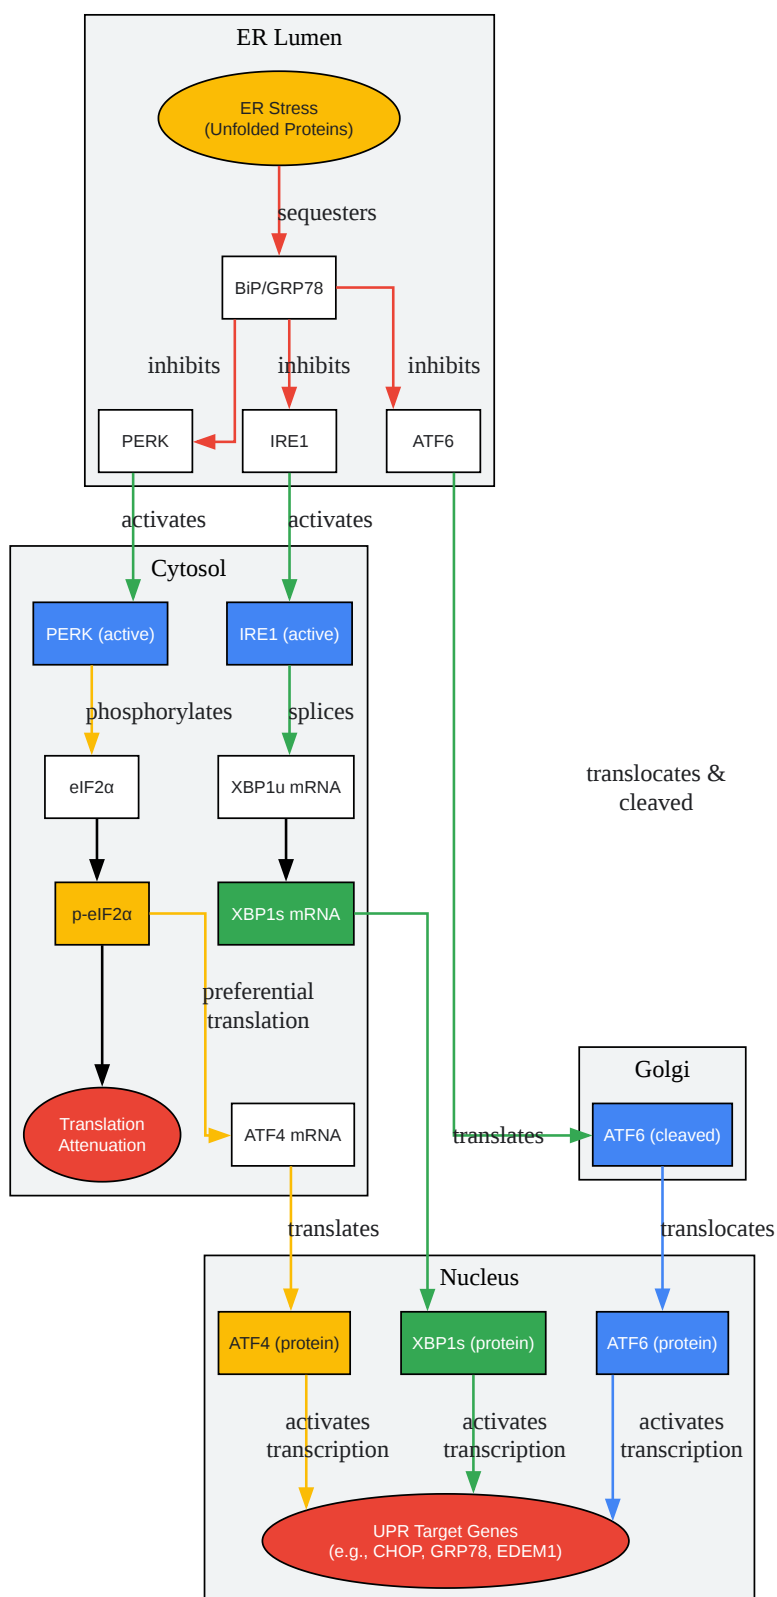 ER Lumen
ER Stress
(Unfolded Proteins)
sequesters
BiP/GRP78
inhibits
inhibits
inhibits
PERK
IRE1
ATF6
activates
activates
Cytosol
PERK (active)
IRE1 (active)
phosphorylates
splices
eIF2α
XBP1u mRNA
translocates &
cleaved
p-eIF2α
XBP1s mRNA
preferential
translation
Golgi
Translation
Attenuation
ATF4 mRNA
translates
ATF6 (cleaved)
translates
translocates
Nucleus
ATF4 (protein)
XBP1s (protein)
ATF6 (protein)
activates
transcription
activates
transcription
activates
transcription
UPR Target Genes
(e.g., CHOP, GRP78, EDEM1)